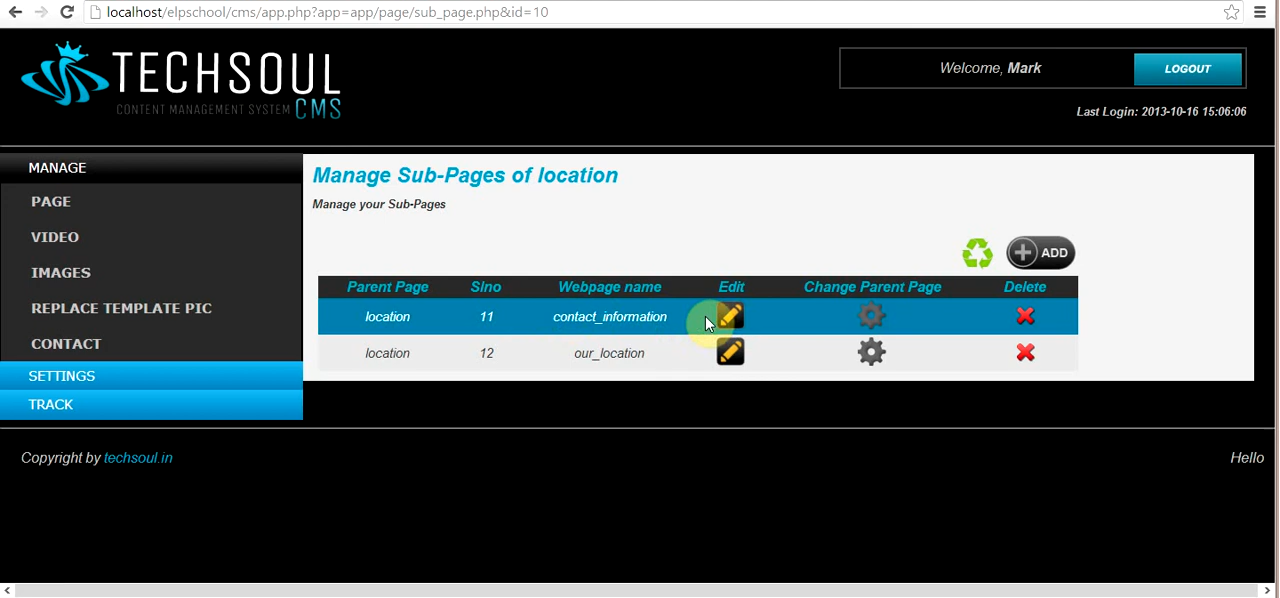 localhost/elpschool/cms/app.php?app=app/page/sub_page.php&id=10
TECHSOUL
CONTENT MANAGEMENT SYSTEM CMS
Welcome, Mark
LOGOUT
Last Login: 2013-10-16 15:06:06
MANAGE
PAGE
VIDEO
IMAGES
REPLACE TEMPLATE PIC
CONTACT
SETTINGS
TRACK
Manage Sub-Pages of location
Manage your Sub-Pages
ADD
Parent Page Slno Webpage name Edit Change Parent Page Delete
location 11 contact_information
location 12 our_location
Copyright by techsoul.in
Hello